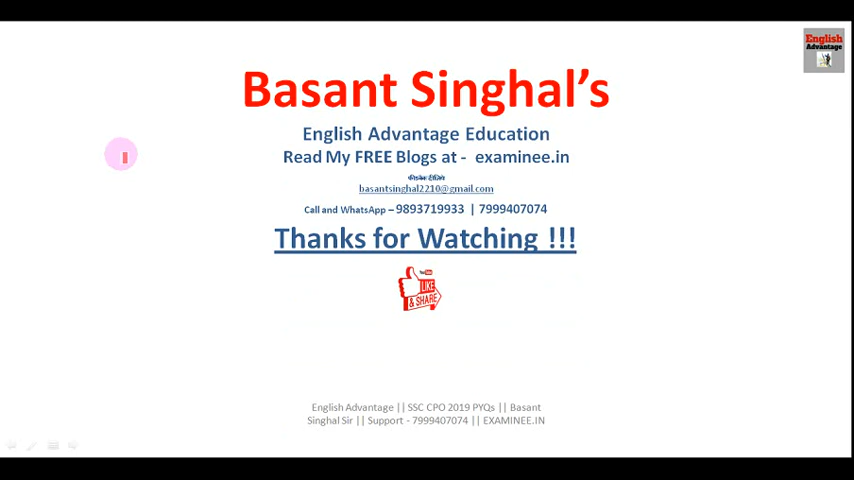 English
Advantage
Basant Singhal’s
English Advantage Education
Read My FREE Blogs at - examinee.in
basantsinghal2210@gmail.com
Call and WhatsApp – 9893719933 | 7999407074
Thanks for Watching !!!
You Tube
LIKE
& SHARE
English Advantage || SSC CPO 2019 PYQs || Basant
Singhal Sir || Support - 7999407074 || EXAMINEE.IN